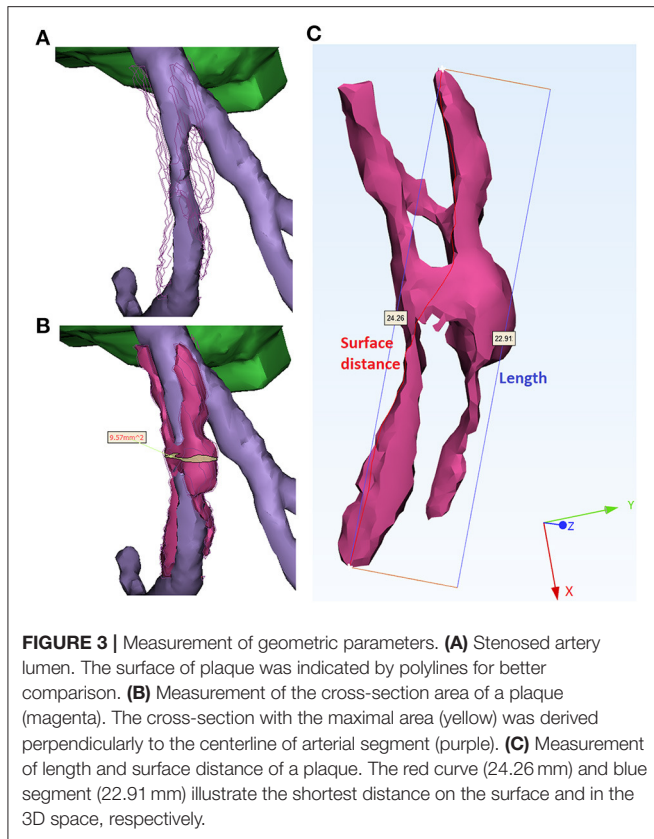 A
C
24.26
Surface
distance
22.91
Length
Y
Z
X
B
9.57mm^2
FIGURE 3 | Measurement of geometric parameters. (A) Stenosed artery
lumen. The surface of plaque was indicated by polylines for better
comparison. (B) Measurement of the cross-section area of a plaque
(magenta). The cross-section with the maximal area (yellow) was derived
perpendicularly to the centerline of arterial segment (purple). (C) Measurement
of length and surface distance of a plaque. The red curve (24.26 mm) and blue
segment (22.91 mm) illustrate the shortest distance on the surface and in the
3D space, respectively.